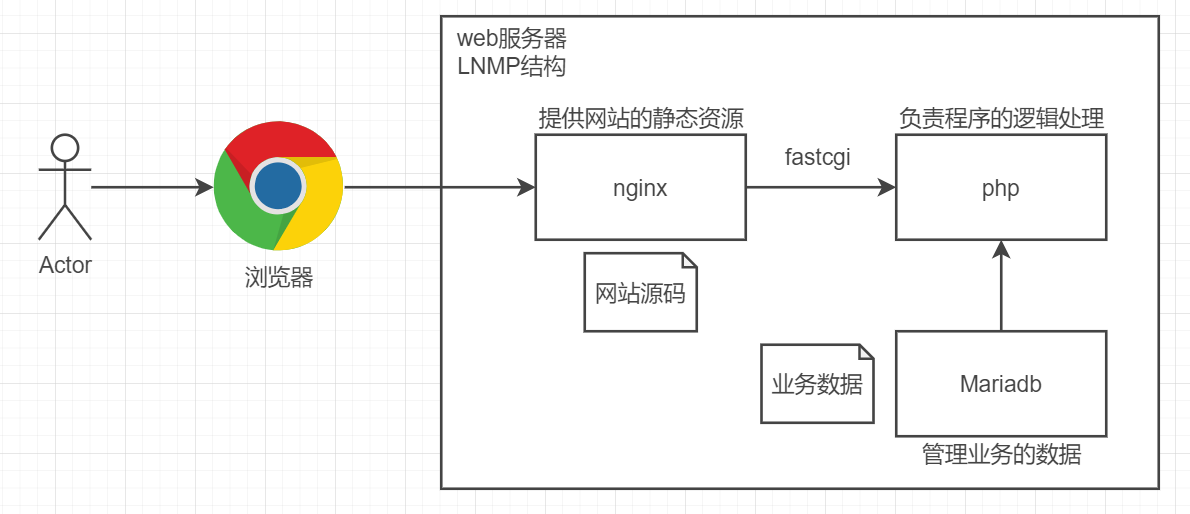 web服务器
LNMP结构
提供网站的静态资源
负责程序的逻辑处理
fastcgi
nginx
php
Actor
浏览器
网站源码
业务数据
Mariadb
管理业务的数据